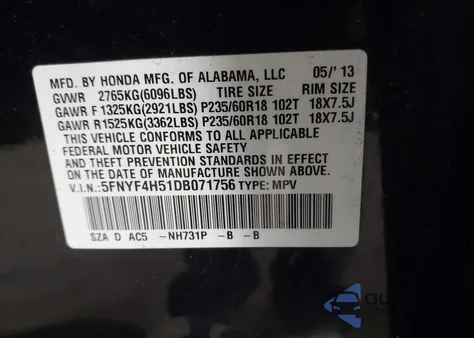 MFD. BY HONDA MFG. OF ALABAMA, LLC 05/' 13
GVWR 2765KG(6096LBS) TIRE SIZE RIM SIZE
GAWR F 1325KG(2921LBS) P235/60R18 102T 18X7.5J
GAWR R1525KG(3362LBS) P235/60R18 102T 18X7.5J
THIS VEHICLE CONFORMS TO ALL APPLICABLE
FEDERAL MOTOR VEHICLE SAFETY
AND THEFT PREVENTION STANDARDS IN EFFECT
ON THE DATE OF MANUFACTURE SHOWN ABOVE.
V.I.N.: 5FNYF4H51DB071756 TYPE: MPV
SZA D AC5 -NH731P -B -B